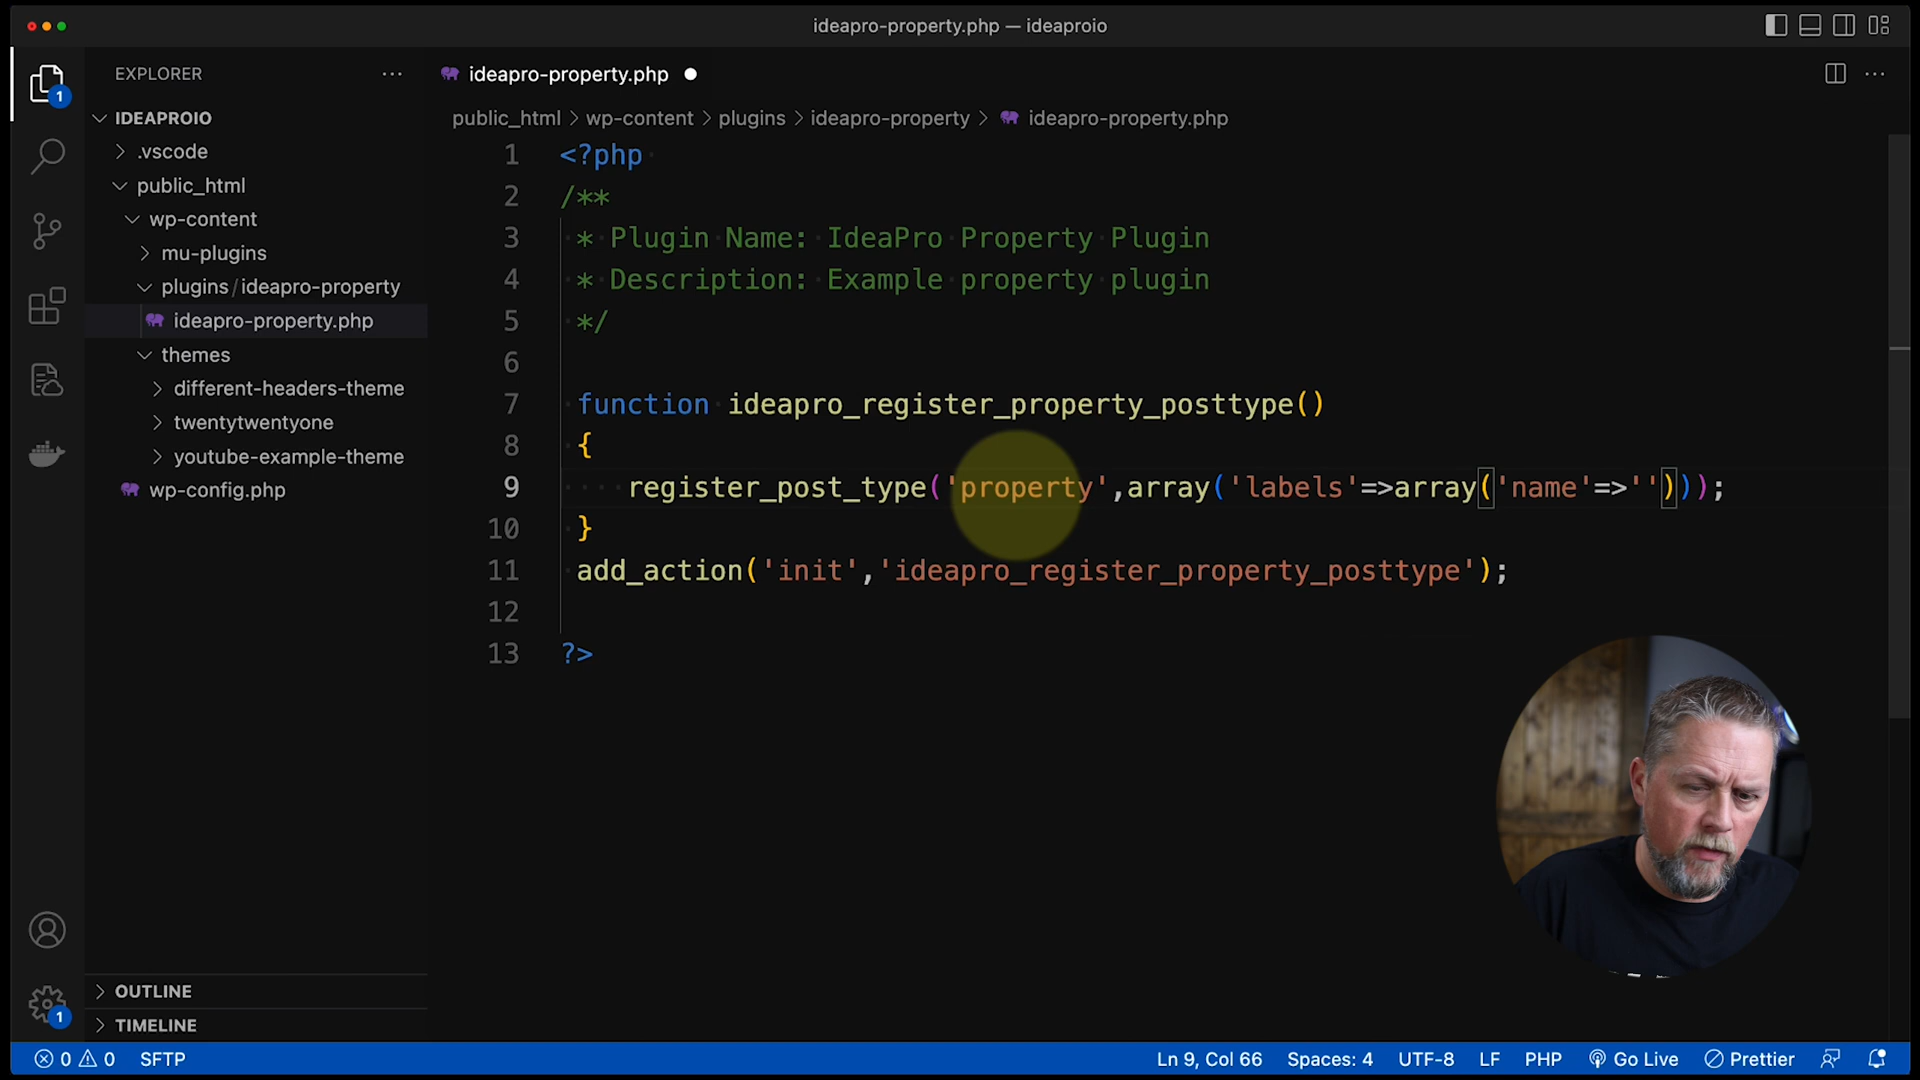 ideapro-property.php — ideaproio
EXPLORER
IDEAPROIO
.vscode
public_html
wp-content
mu-plugins
plugins/ideapro-property
ideapro-property.php
themes
different-headers-theme
twentytwentyone
youtube-example-theme
wp-config.php
OUTLINE
TIMELINE
1
1
ideapro-property.php
public_html > wp-content > plugins > ideapro-property > ideapro-property.php
1 <?php
2 /**
3 * Plugin Name: IdeaPro Property Plugin
4 * Description: Example property plugin
5 */
6
7 function ideapro_register_property_posttype()
8 {
9 register_post_type('property',array('labels'=>array('name'=>'')));
10 }
11 add_action('init','ideapro_register_property_posttype');
12
13 ?>
0 0 SFTP Ln 9, Col 66 Spaces: 4 UTF-8 LF PHP Go Live Prettier